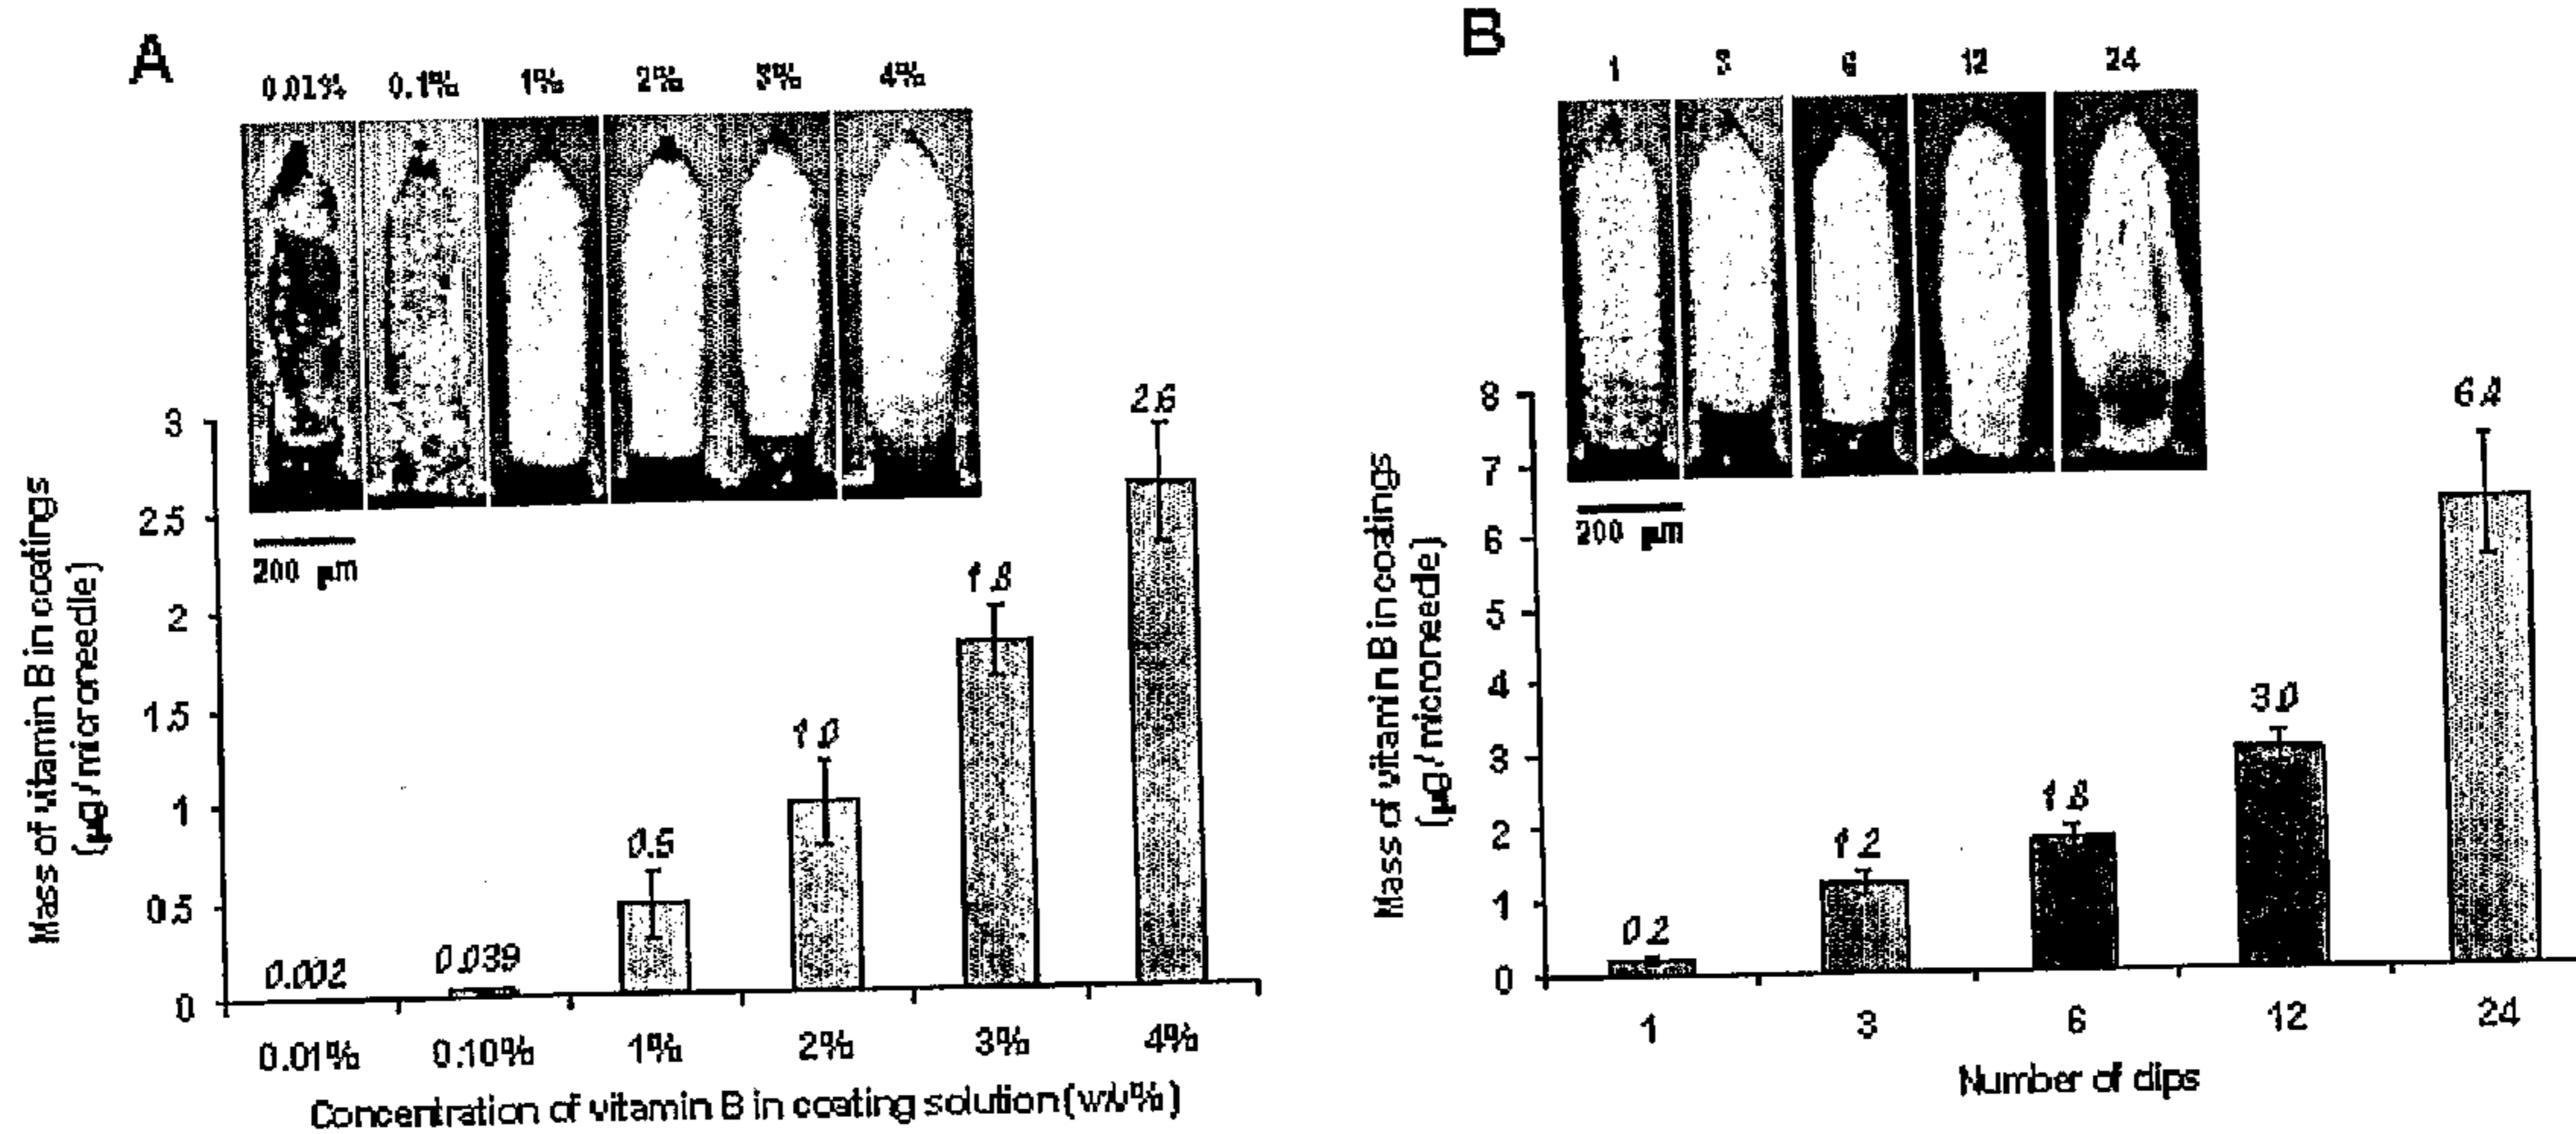 A
0.01% 0.1% 1% 2% 3% 4%
200 μm
Mass of vitamin B in coatings
(μg/microneedle)
3
2.5
2
1.5
1
0.5
0
0.002
0.039
0.5
1.0
1.8
2.6
0.01% 0.10% 1% 2% 3% 4%
Concentration of vitamin B in coating solution (w/v%)
B
1 3 6 12 24
200 μm
Mass of vitamin B in coatings
(μg/microneedle)
8
7
6
5
4
3
2
1
0
0.2
1.2
1.8
3.0
6.4
1 3 6 12 24
Number of dips